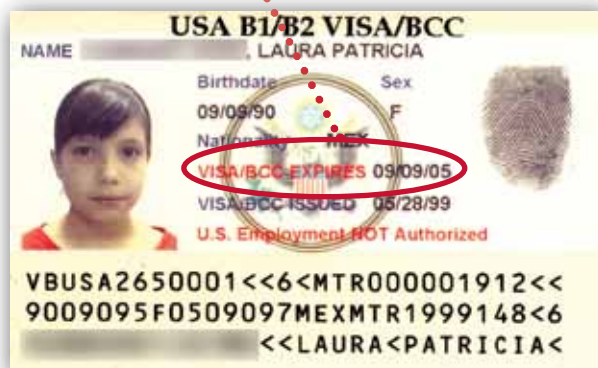 USA B1/B2 VISA/BCC
NAME , LAURA PATRICIA
Birthdate Sex
09/09/90 F
Nationality MEX
VISA/BCC EXPIRES 09/09/05
VISA/BCC ISSUED 05/28/99
U.S. Employment NOT Authorized
VBUSA2650001<<6<MTR000001912<<
9009095F0509097MEXMTR1999148<6
<<LAURA<PATRICIA<